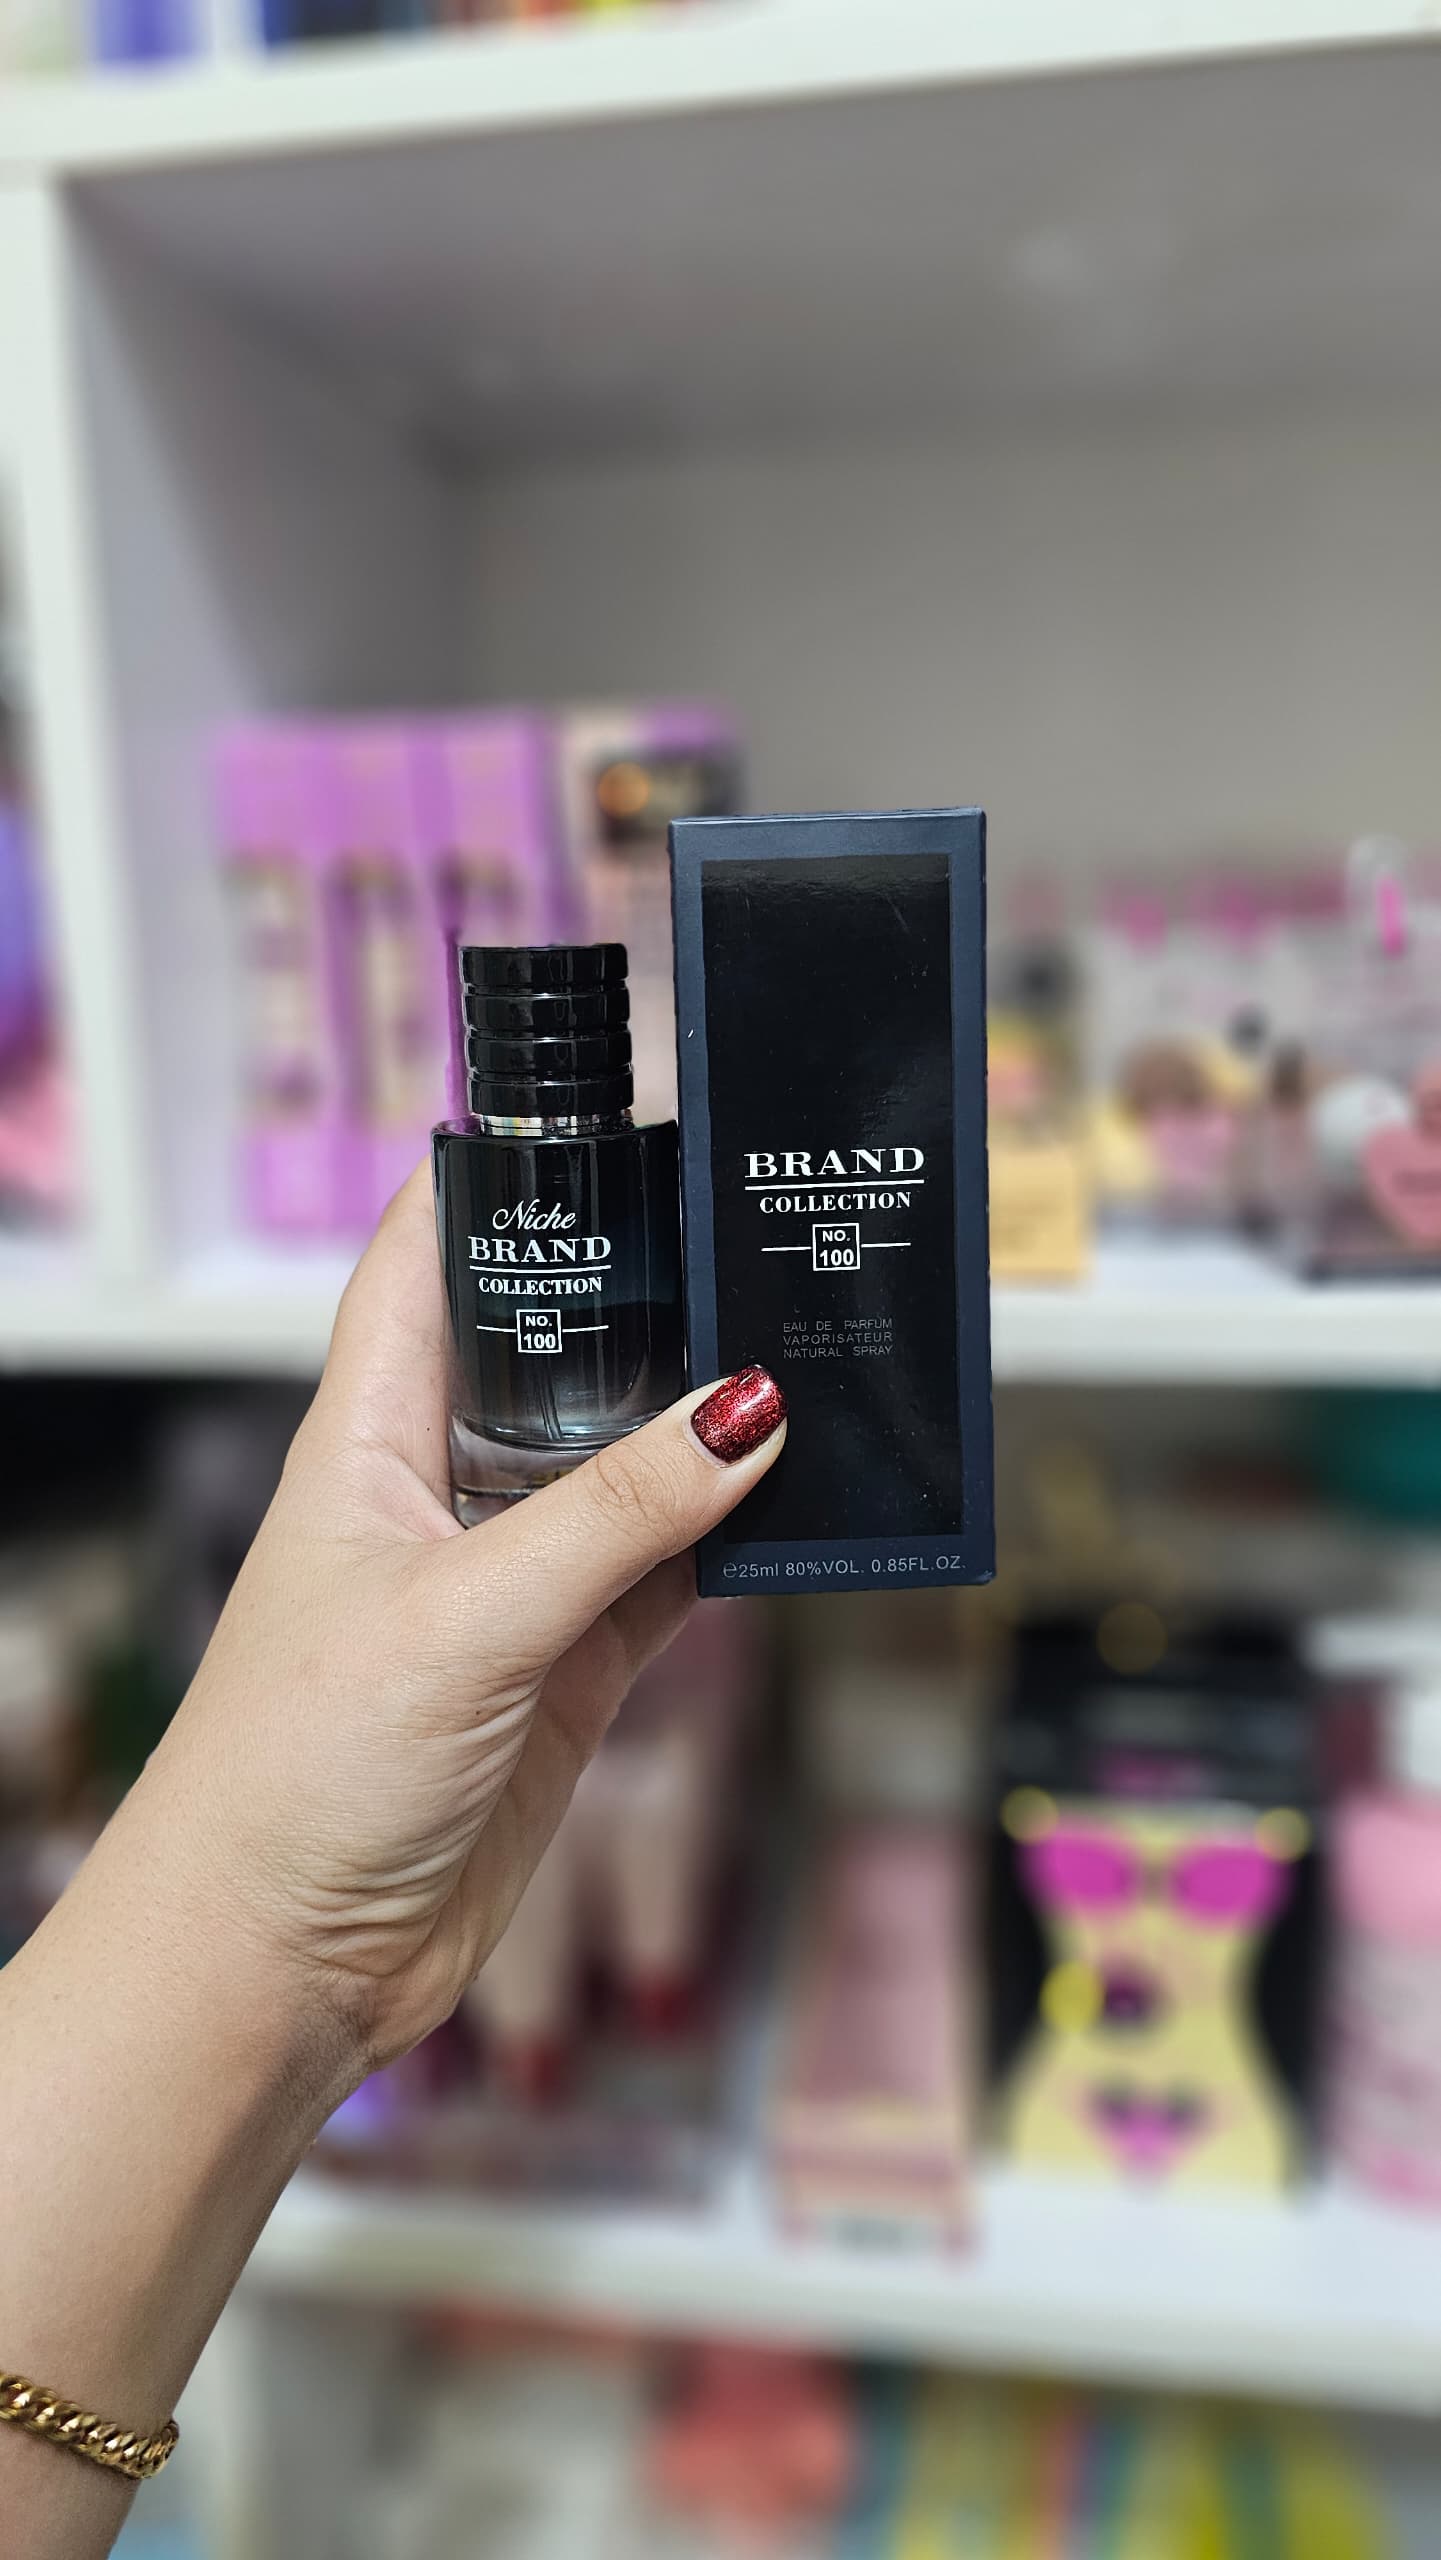 Niche
BRAND
COLLECTION
NO.
100
BRAND
COLLECTION
NO.
100
EAU DE PARFUM
VAPORISATEUR
NATURAL SPRAY
℮25ml 80%VOL. 0.85FL.OZ.